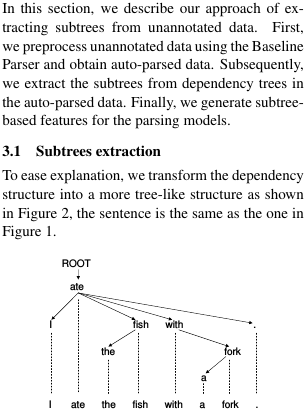 In this section, we describe our approach of ex-
tracting subtrees from unannotated data. First,
we preprocess unannotated data using the Baseline
Parser and obtain auto-parsed data. Subsequently,
we extract the subtrees from dependency trees in
the auto-parsed data. Finally, we generate subtree-
based features for the parsing models.
3.1 Subtrees extraction
To ease explanation, we transform the dependency
structure into a more tree-like structure as shown
in Figure 2, the sentence is the same as the one in
Figure 1.
ROOT
ate
I fish with .
the fork
a
I ate the fish with a fork .